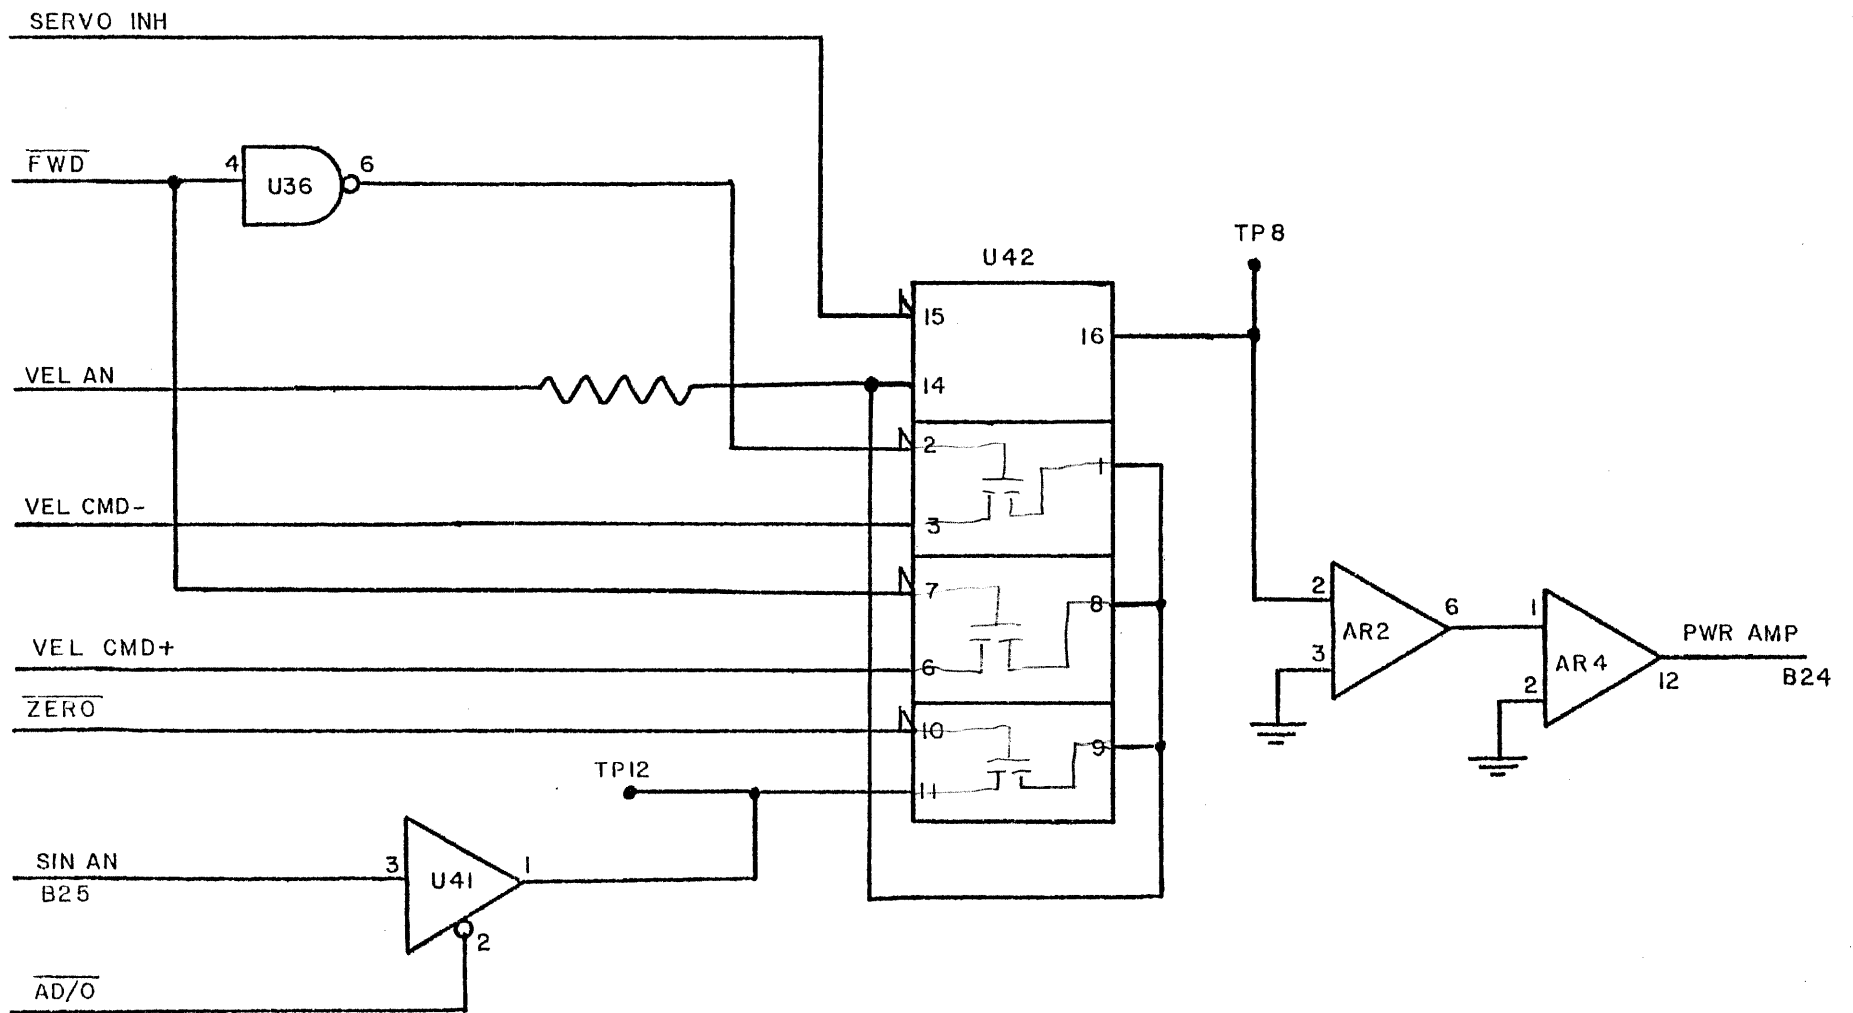 SERVO INH
FWD
4
U36
6
VEL AN
VEL CMD-
VEL CMD+
ZERO
SIN AN
B25
AD/O
3
U41
1
2
TP12
U42
15
16
14
2
1
3
7
8
6
10
9
11
TP8
2
AR2
6
3
1
AR4
2
12
PWR AMP
B24